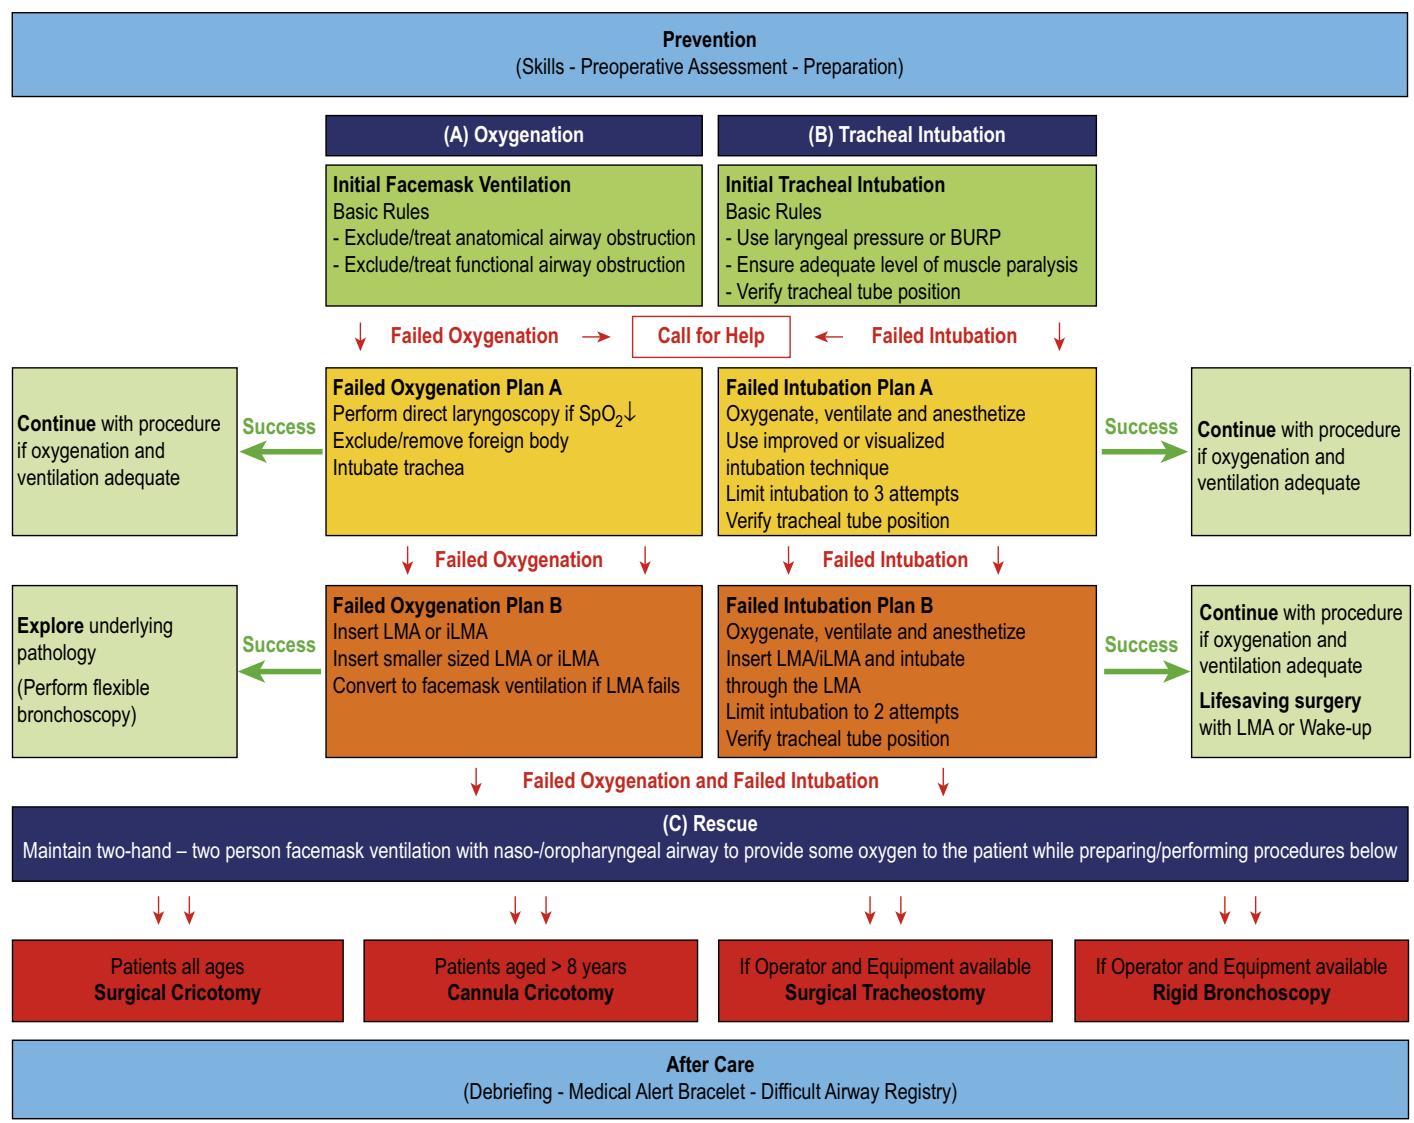 Prevention
(Skills - Preoperative Assessment - Preparation)
(A) Oxygenation
(B) Tracheal Intubation
Initial Facemask Ventilation
Basic Rules
- Exclude/treat anatomical airway obstruction
- Exclude/treat functional airway obstruction
Initial Tracheal Intubation
Basic Rules
- Use laryngeal pressure or BURP
- Ensure adequate level of muscle paralysis
- Verify tracheal tube position
Failed Oxygenation
Call for Help
Failed Intubation
Continue with procedure
if oxygenation and
ventilation adequate
Success
Failed Oxygenation Plan A
Perform direct laryngoscopy if SpO₂↓
Exclude/remove foreign body
Intubate trachea
Failed Intubation Plan A
Oxygenate, ventilate and anesthetize
Use improved or visualized
intubation technique
Limit intubation to 3 attempts
Verify tracheal tube position
Success
Continue with procedure
if oxygenation and
ventilation adequate
Failed Oxygenation
Failed Intubation
Explore underlying
pathology
(Perform flexible
bronchoscopy)
Success
Failed Oxygenation Plan B
Insert LMA or iLMA
Insert smaller sized LMA or iLMA
Convert to facemask ventilation if LMA fails
Failed Intubation Plan B
Oxygenate, ventilate and anesthetize
Insert LMA/iLMA and intubate
through the LMA
Limit intubation to 2 attempts
Verify tracheal tube position
Success
Continue with procedure
if oxygenation and
ventilation adequate
Lifesaving surgery
with LMA or Wake-up
Failed Oxygenation and Failed Intubation
(C) Rescue
Maintain two-hand – two person facemask ventilation with naso-/oropharyngeal airway to provide some oxygen to the patient while preparing/performing procedures below
Patients all ages
Surgical Cricotomy
Patients aged > 8 years
Cannula Cricotomy
If Operator and Equipment available
Surgical Tracheostomy
If Operator and Equipment available
Rigid Bronchoscopy
After Care
(Debriefing - Medical Alert Bracelet - Difficult Airway Registry)